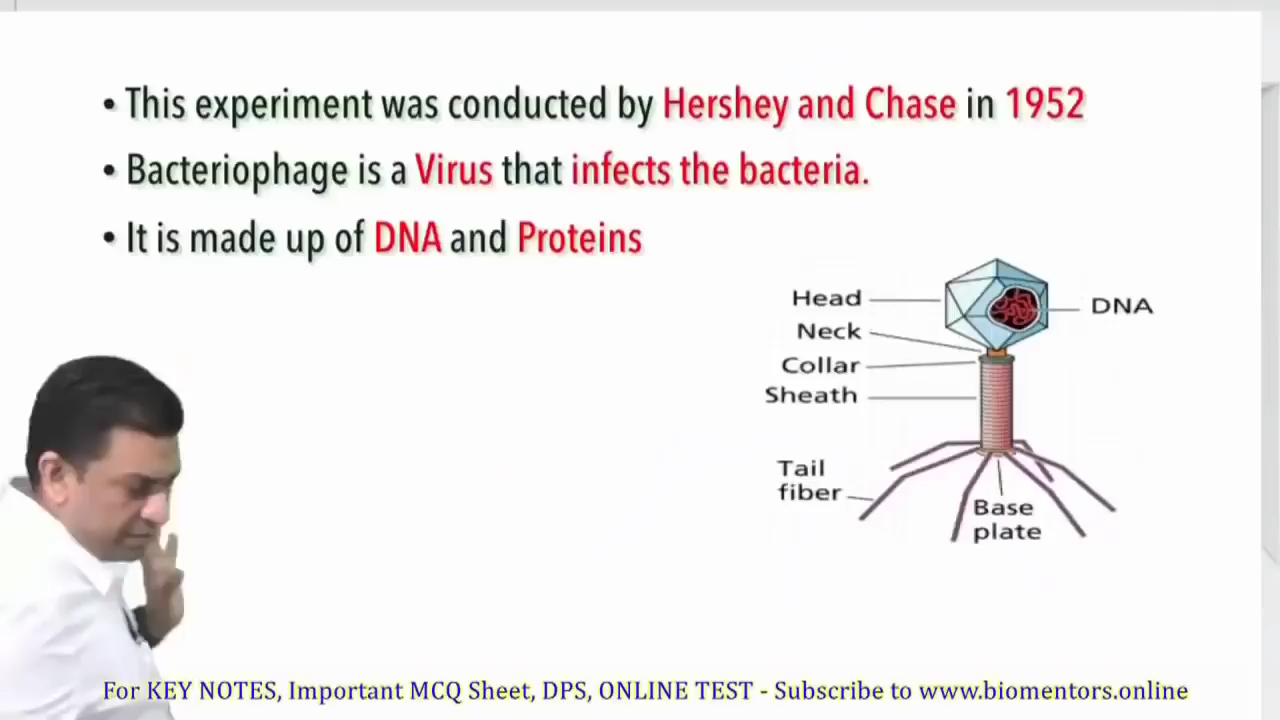 • This experiment was conducted by Hershey and Chase in 1952
• Bacteriophage is a Virus that infects the bacteria.
• It is made up of DNA and Proteins
Head
DNA
Neck
Collar
Sheath
Tail
fiber
Base
plate
For KEY NOTES, Important MCQ Sheet, DPS, ONLINE TEST - Subscribe to www.biomentors.online